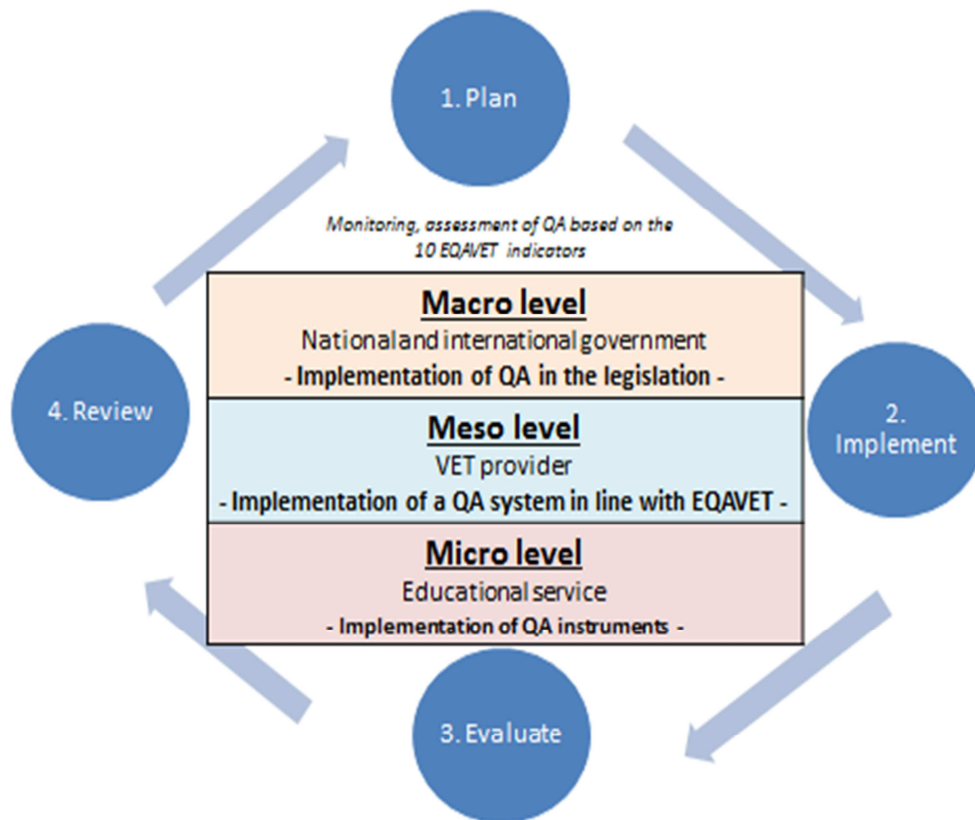 1. Plan
Monitoring, assessment of QA based on the
10 EQAVET indicators
Macro level
National and international government
- Implementation of QA in the legislation -
4. Review
2.
Implement
Meso level
VET provider
- Implementation of a QA system in line with EQAVET -
Micro level
Educational service
- Implementation of QA instruments -
3. Evaluate